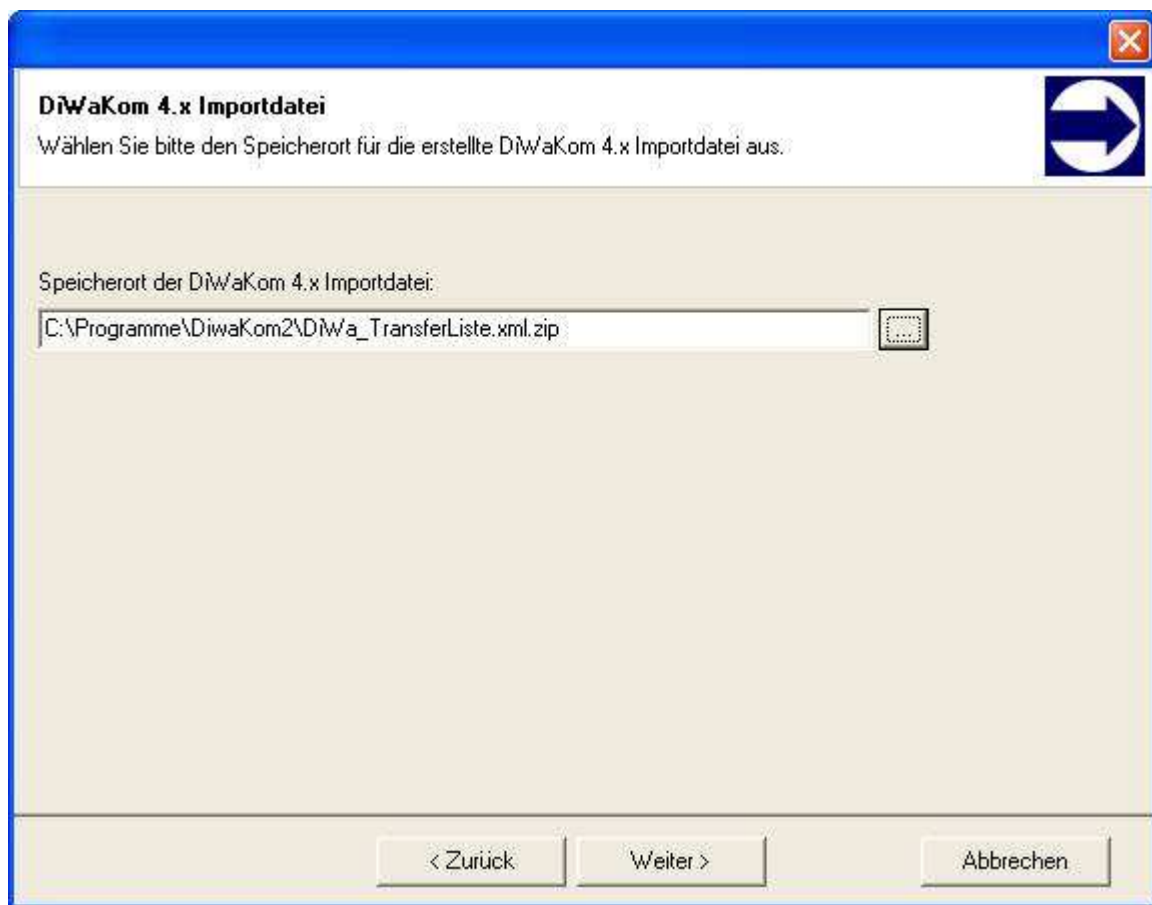 DiWaKom 4.x Importdatei
Wählen Sie bitte den Speicherort für die erstellte DiWaKom 4.x Importdatei aus.
Speicherort der DiWaKom 4.x Importdatei:
C:\Programme\DiwaKom2\DiWa_TransferListe.xml.zip
...
< Zurück
Weiter >
Abbrechen